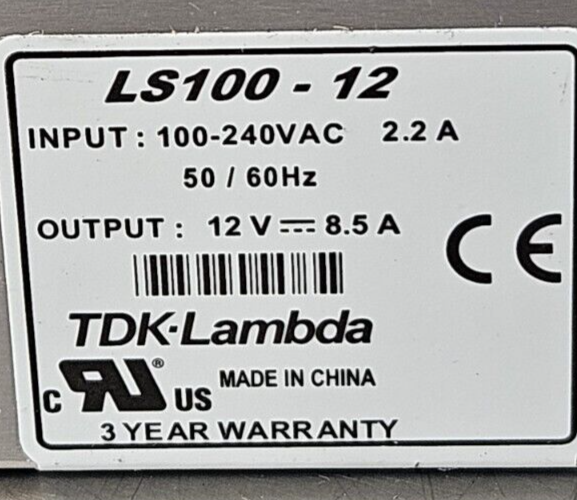 LS100 - 12
INPUT : 100-240VAC 2.2 A
50 / 60Hz
OUTPUT : 12 V ⎓ 8.5 A
CE
TDK·Lambda
C RU ® US MADE IN CHINA
3 YEAR WARRANTY